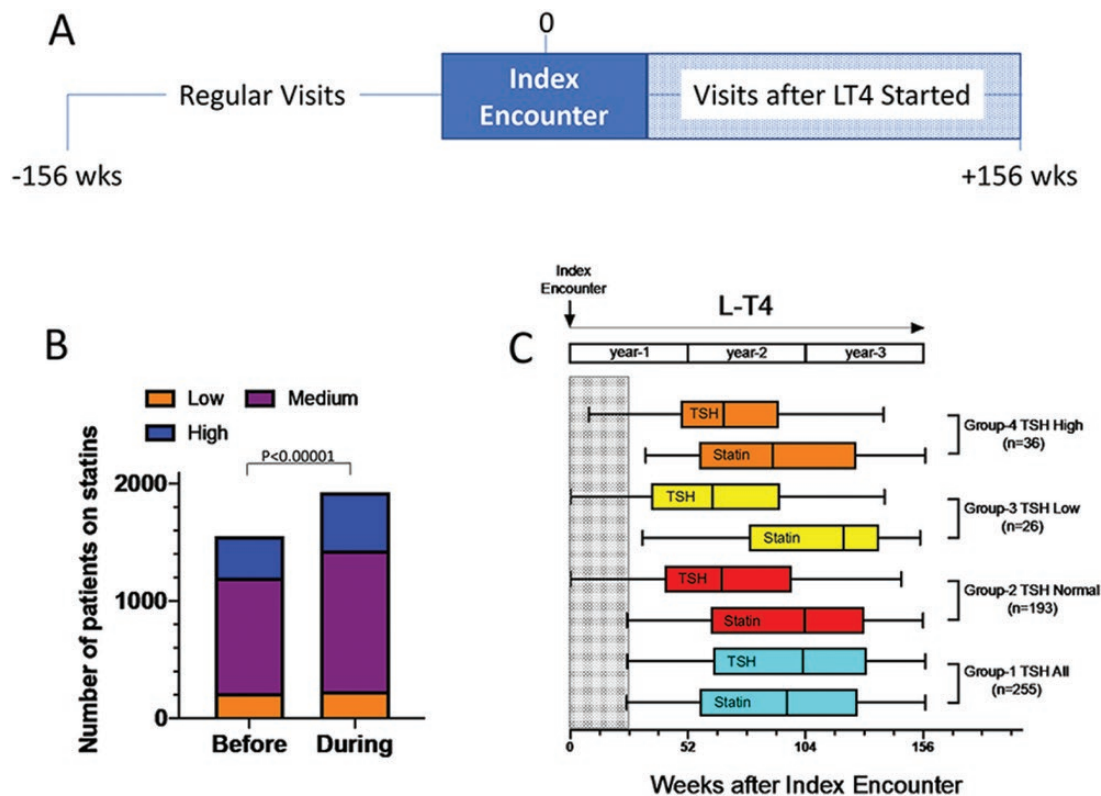 A
0
Regular Visits
Index
Encounter
Visits after LT4 Started
-156 wks
+156 wks
B
Low
Medium
High
P<0.00001
2000
1000
0
Number of patients on statins
Before
During
C
Index
Encounter
L-T4
year-1
year-2
year-3
TSH
Statin
Group-4 TSH High
(n=36)
TSH
Statin
Group-3 TSH Low
(n=26)
TSH
Statin
Group-2 TSH Normal
(n=193)
TSH
Statin
Group-1 TSH All
(n=255)
0
52
104
156
Weeks after Index Encounter